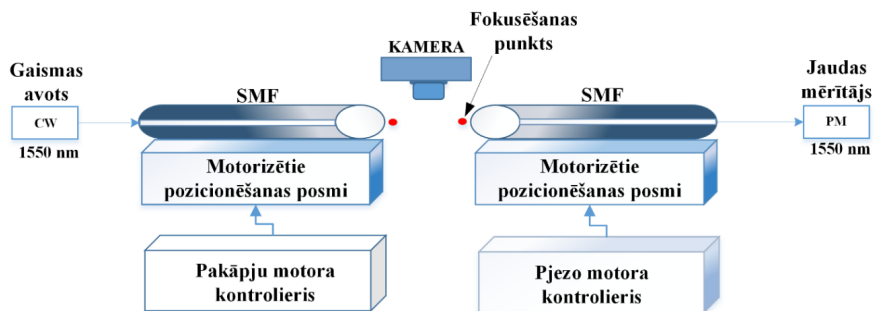 Fokusēšanas
punkts
KAMERA
Gaismas
avots
SMF
SMF
Jaudas
mērītājs
CW
PM
1550 nm
1550 nm
Motorizētie
pozicionēšanas posmi
Motorizētie
pozicionēšanas posmi
Pakāpju motora
kontrolieris
Pjezo motora
kontrolieris